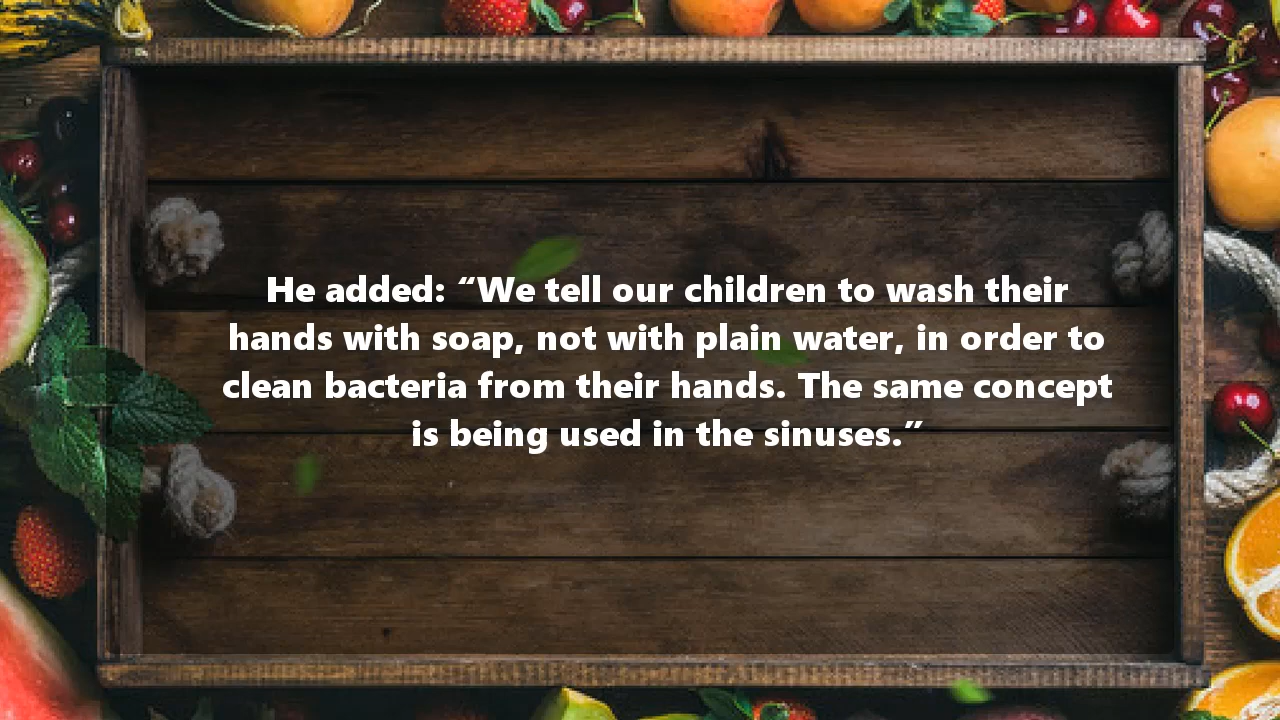 He added: “We tell our children to wash their
hands with soap, not with plain water, in order to
clean bacteria from their hands. The same concept
is being used in the sinuses.”